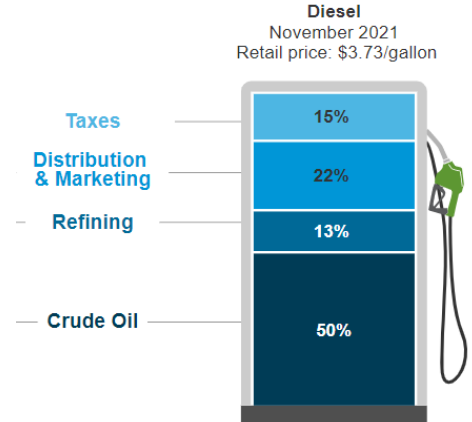 Diesel
November 2021
Retail price: $3.73/gallon
Taxes
15%
Distribution
& Marketing
22%
Refining
13%
Crude Oil
50%